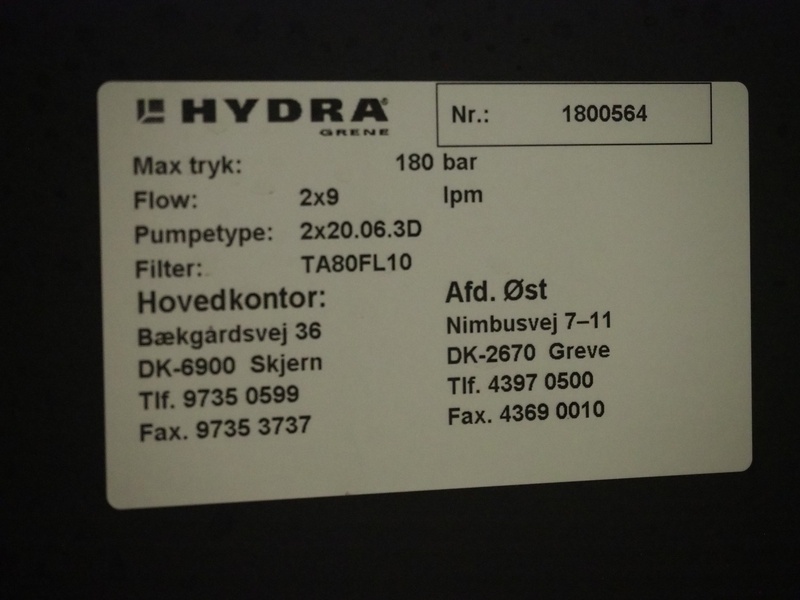 HYDRA
GRENE
Nr.: 1800564
Max tryk: 180 bar
Flow: 2x9 lpm
Pumpetype: 2x20.06.3D
Filter: TA80FL10
Hovedkontor:
Bækgårdsvej 36
DK-6900 Skjern
Tlf. 9735 0599
Fax. 9735 3737
Afd. Øst
Nimbusvej 7–11
DK-2670 Greve
Tlf. 4397 0500
Fax. 4369 0010